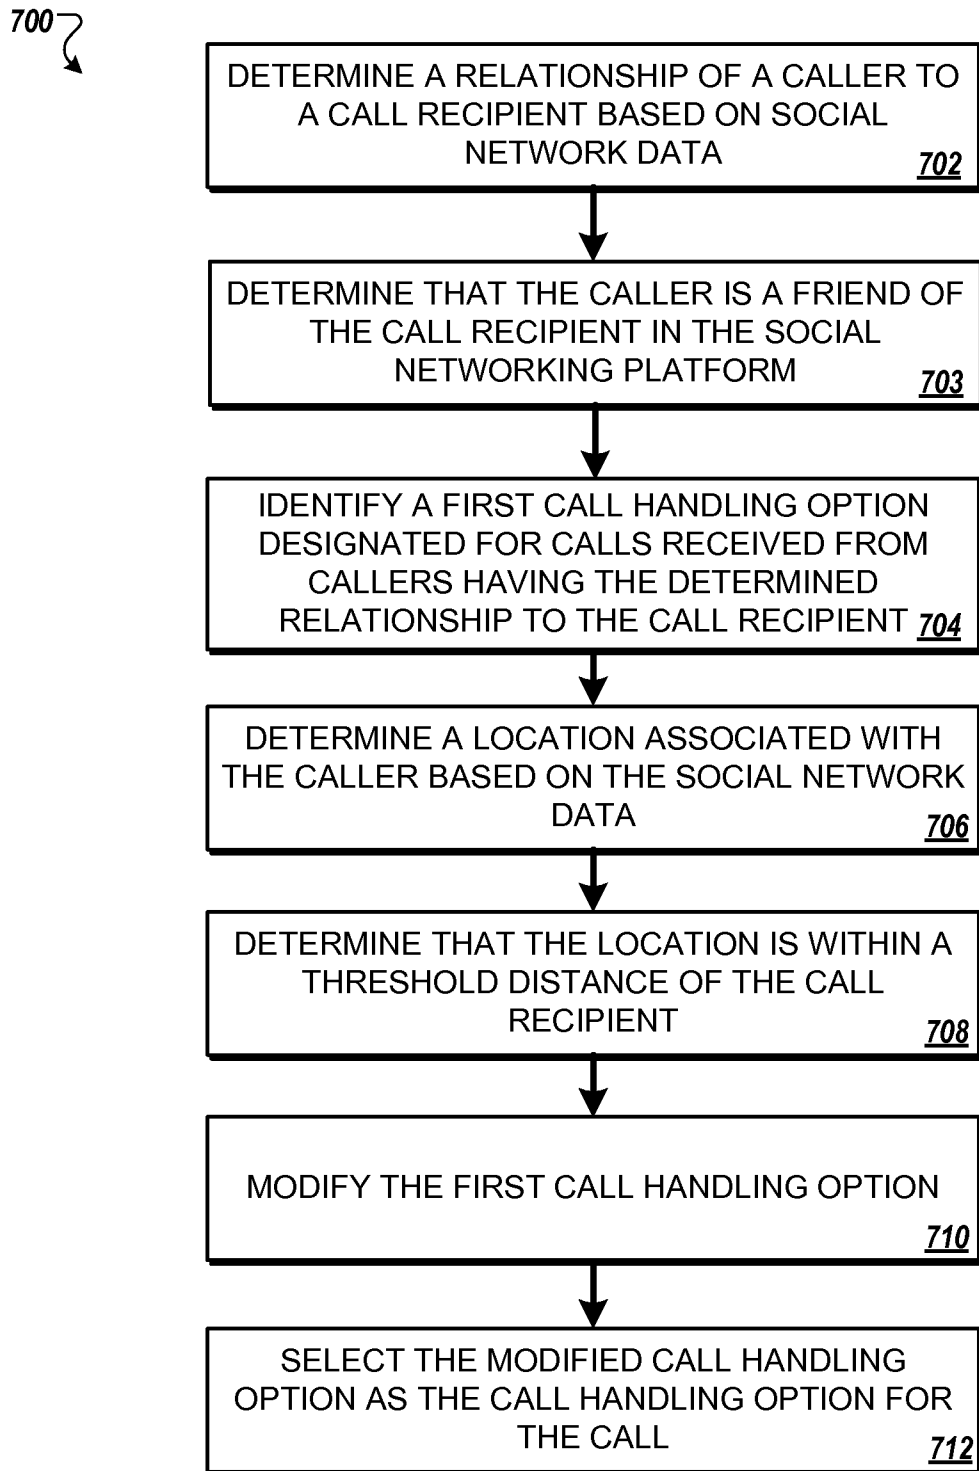 700
DETERMINE A RELATIONSHIP OF A CALLER TO
A CALL RECIPIENT BASED ON SOCIAL
NETWORK DATA
702
DETERMINE THAT THE CALLER IS A FRIEND OF
THE CALL RECIPIENT IN THE SOCIAL
NETWORKING PLATFORM
703
IDENTIFY A FIRST CALL HANDLING OPTION
DESIGNATED FOR CALLS RECEIVED FROM
CALLERS HAVING THE DETERMINED
RELATIONSHIP TO THE CALL RECIPIENT 704
DETERMINE A LOCATION ASSOCIATED WITH
THE CALLER BASED ON THE SOCIAL NETWORK
DATA
706
DETERMINE THAT THE LOCATION IS WITHIN A
THRESHOLD DISTANCE OF THE CALL
RECIPIENT
708
MODIFY THE FIRST CALL HANDLING OPTION
710
SELECT THE MODIFIED CALL HANDLING
OPTION AS THE CALL HANDLING OPTION FOR
THE CALL
712